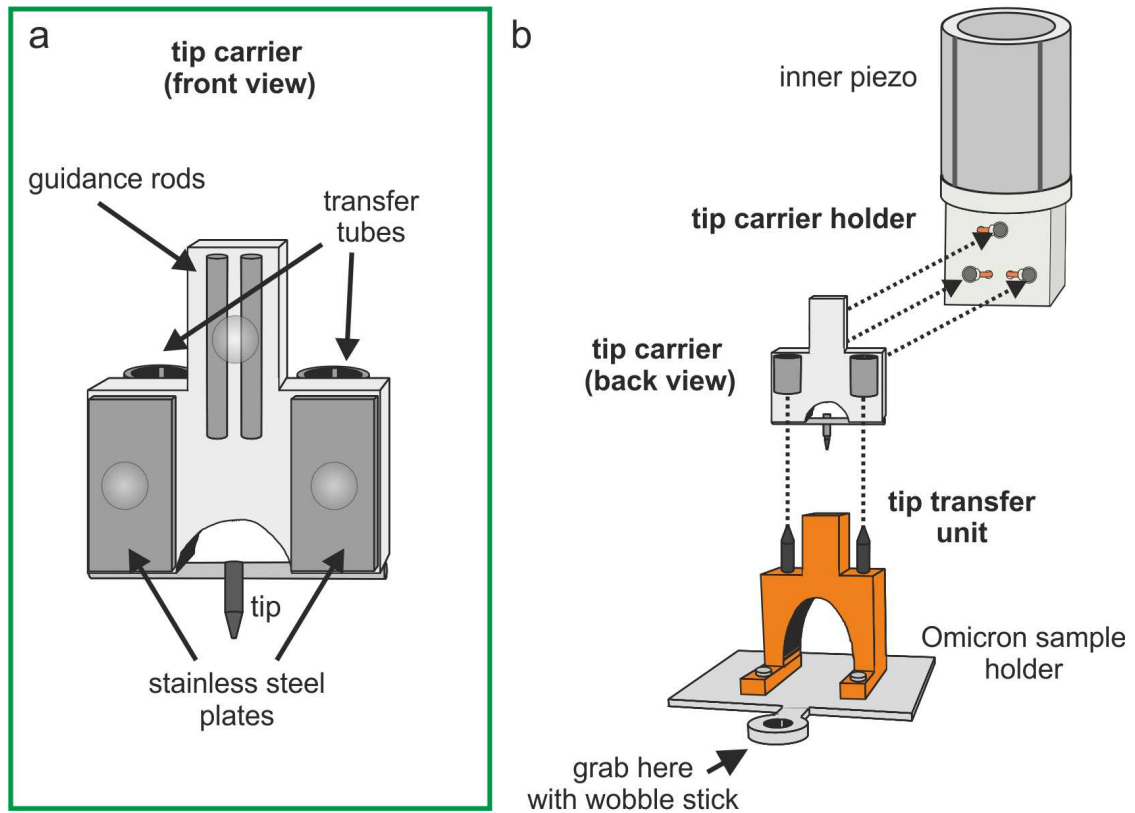 a
tip carrier
(front view)
guidance rods
transfer
tubes
tip
stainless steel
plates
b
inner piezo
tip carrier holder
tip carrier
(back view)
tip transfer
unit
Omicron sample
holder
grab here
with wobble stick